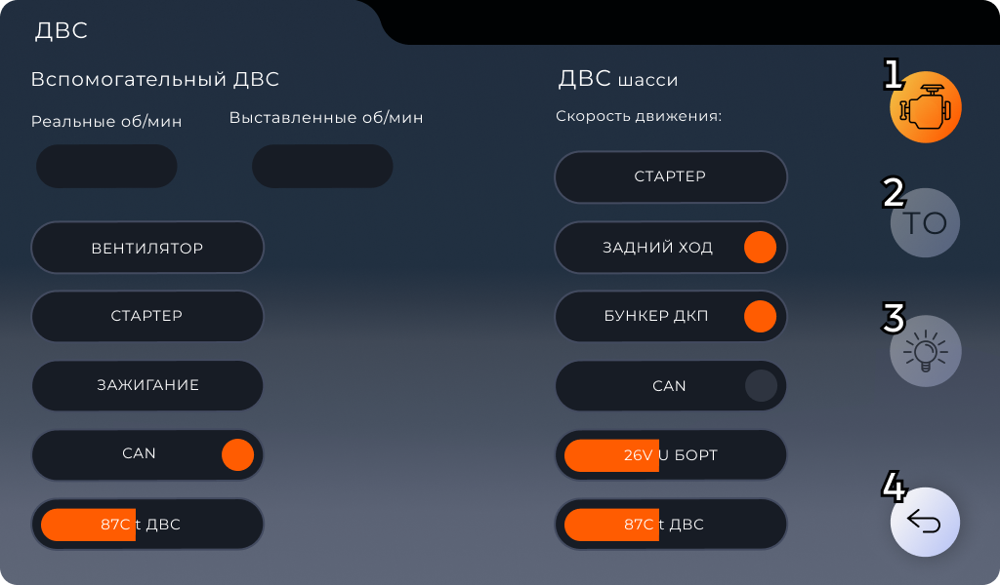 ДВС
Вспомогательный ДВС
Реальные об/мин
Выставленные об/мин
ВЕНТИЛЯТОР
СТАРТЕР
ЗАЖИГАНИЕ
CAN
87C t ДВС
ДВС шасси
Скорость движения:
СТАРТЕР
ЗАДНИЙ ХОД
БУНКЕР ДКП
CAN
26V U БОРТ
87C t ДВС
1
2
ТО
3
4